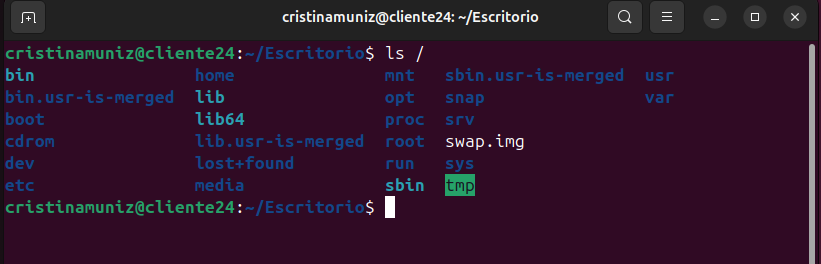 cristinamuniz@cliente24: ~/Escritorio
cristinamuniz@cliente24:~/Escritorio$ ls /
bin home mnt sbin.usr-is-merged usr
bin.usr-is-merged lib opt snap var
boot lib64 proc srv
cdrom lib.usr-is-merged root swap.img
dev lost+found run sys
etc media sbin tmp
cristinamuniz@cliente24:~/Escritorio$